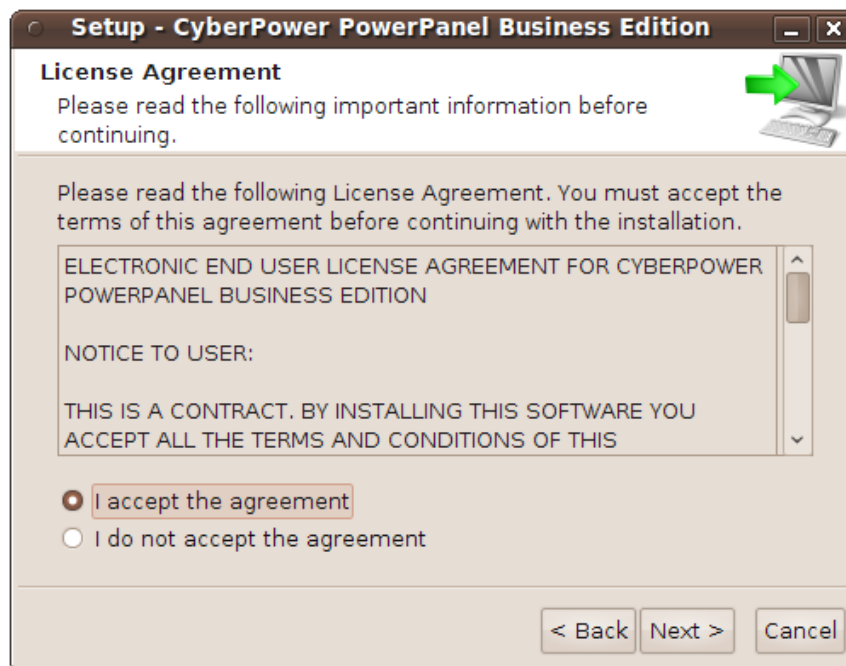 Setup - CyberPower PowerPanel Business Edition
License Agreement
Please read the following important information before
continuing.
Please read the following License Agreement. You must accept the
terms of this agreement before continuing with the installation.
ELECTRONIC END USER LICENSE AGREEMENT FOR CYBERPOWER
POWERPANEL BUSINESS EDITION
NOTICE TO USER:
THIS IS A CONTRACT. BY INSTALLING THIS SOFTWARE YOU
ACCEPT ALL THE TERMS AND CONDITIONS OF THIS
I accept the agreement
I do not accept the agreement
< Back Next > Cancel